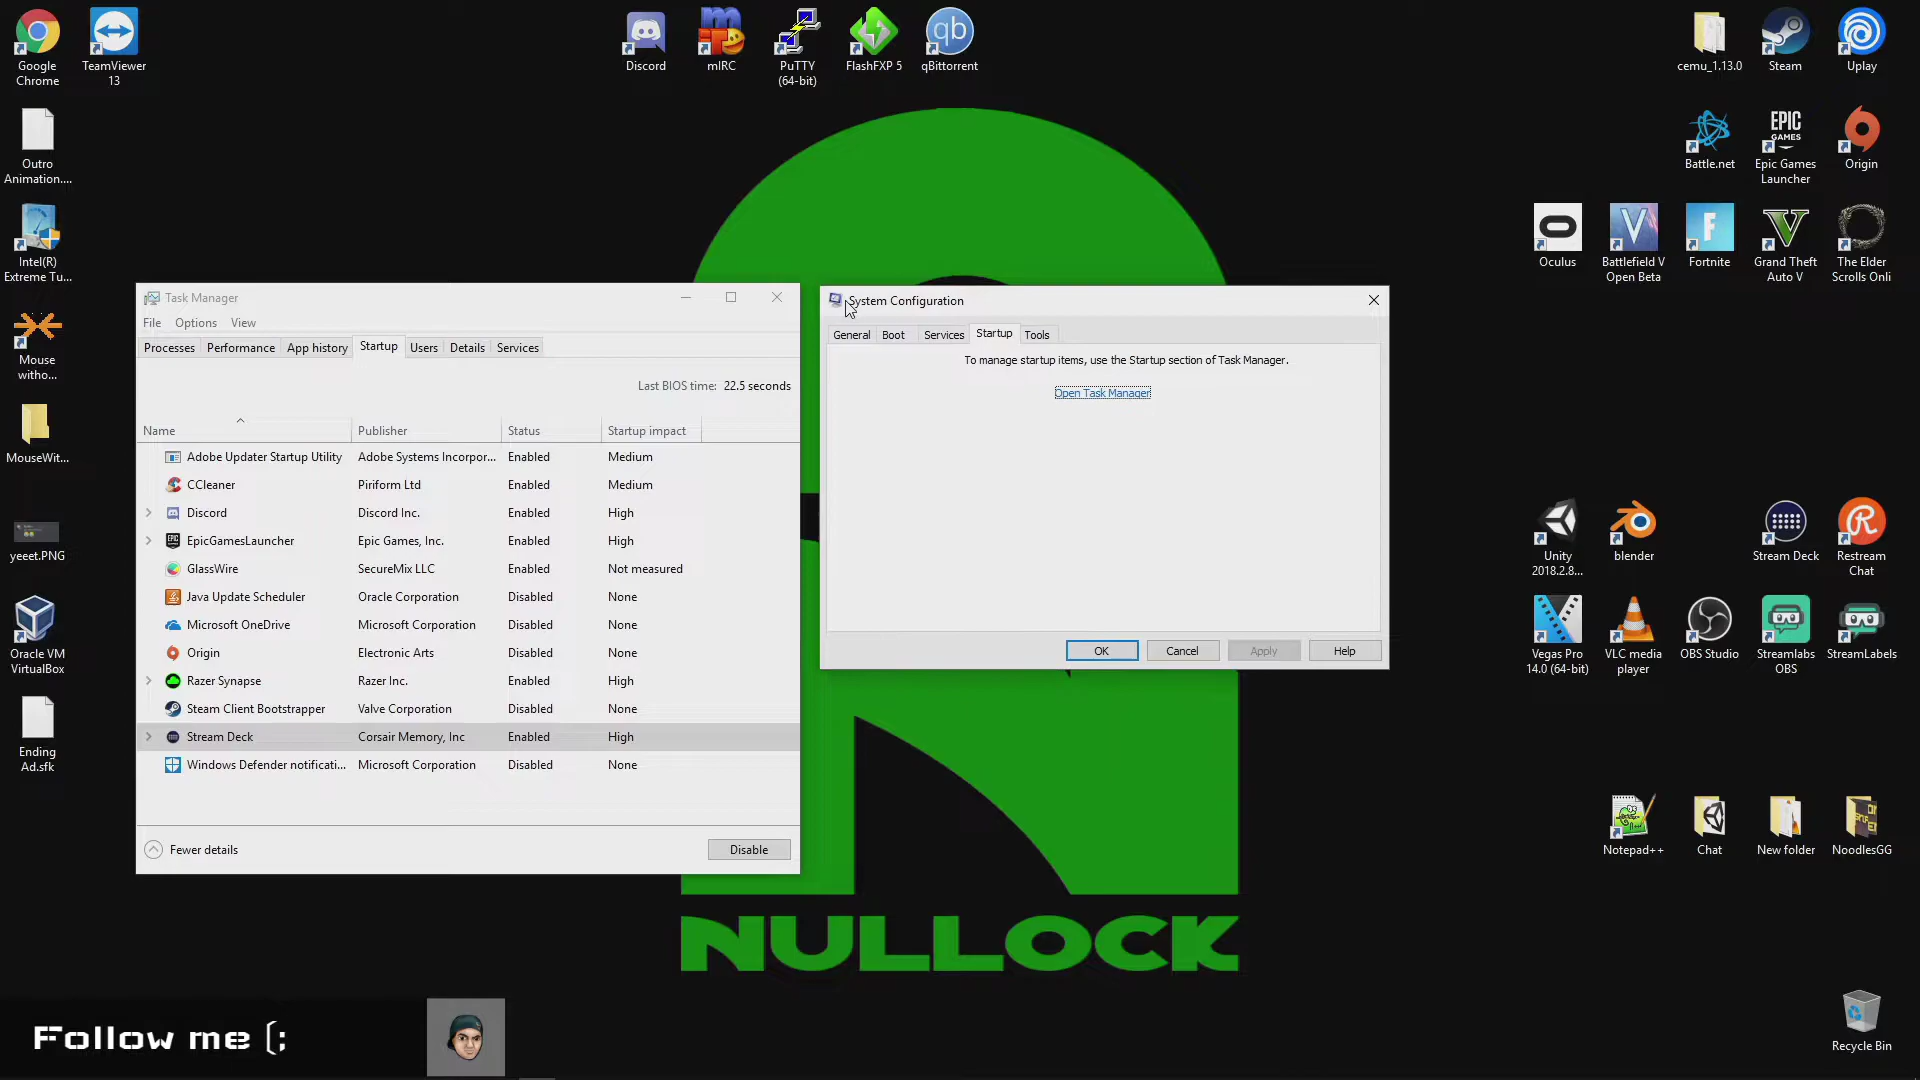 Google
Chrome
TeamViewer
13
Discord
mIRC
PuTTY
(64-bit)
FlashFXP 5
qBittorrent
cemu_1.13.0
Steam
Uplay
Outro
Animation....
Battle.net
Epic Games
Launcher
Origin
Intel(R)
Extreme Tu...
Oculus
Battlefield V
Open Beta
Fortnite
Grand Theft
Auto V
The Elder
Scrolls Onli
Mouse
witho...
MouseWit...
yeeet.PNG
Oracle VM
VirtualBox
Ending
Ad.sfk
Task Manager
File Options View
Processes Performance App history Startup Users Details Services
Last BIOS time: 22.5 seconds
Name Publisher Status Startup impact
Adobe Updater Startup Utility Adobe Systems Incorpor... Enabled Medium
CCleaner Piriform Ltd Enabled Medium
Discord Discord Inc. Enabled High
EpicGamesLauncher Epic Games, Inc. Enabled High
GlassWire SecureMix LLC Enabled Not measured
Java Update Scheduler Oracle Corporation Disabled None
Microsoft OneDrive Microsoft Corporation Disabled None
Origin Electronic Arts Disabled None
Razer Synapse Razer Inc. Enabled High
Steam Client Bootstrapper Valve Corporation Disabled None
Stream Deck Corsair Memory, Inc Enabled High
Windows Defender notificati... Microsoft Corporation Disabled None
Fewer details
Disable
System Configuration
General Boot Services Startup Tools
To manage startup items, use the Startup section of Task Manager.
Open Task Manager
OK Cancel Apply Help
Unity
2018.2.8...
blender
Stream Deck
Restream
Chat
Vegas Pro
14.0 (64-bit)
VLC media
player
OBS Studio
Streamlabs
OBS
StreamLabels
Notepad++
Chat
New folder
NoodlesGG
NULLOCK
Follow me (;
Recycle Bin